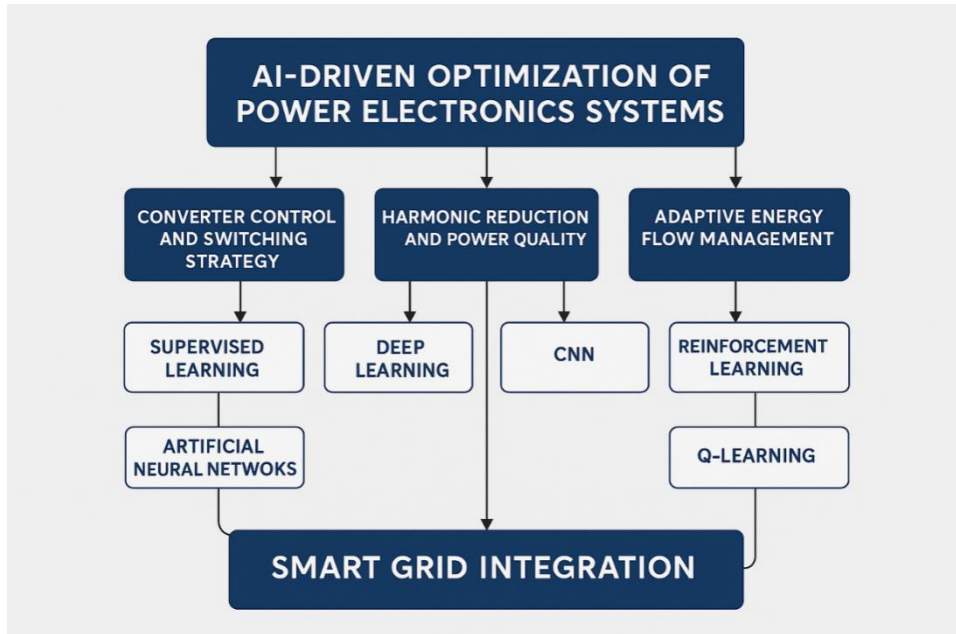 AI-DRIVEN OPTIMIZATION OF
POWER ELECTRONICS SYSTEMS
CONVERTER CONTROL
AND SWITCHING
STRATEGY
HARMONIC REDUCTION
AND POWER QUALITY
ADAPTIVE ENERGY
FLOW MANAGEMENT
SUPERVISED
LEARNING
DEEP
LEARNING
CNN
REINFORCEMENT
LEARNING
ARTIFICIAL
NEURAL NETWOKS
Q-LEARNING
SMART GRID INTEGRATION